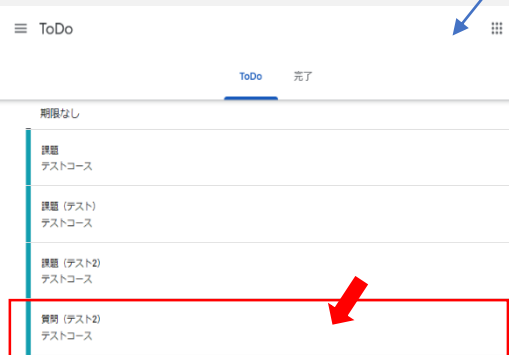 ToDo
ToDo 完了
期限なし
課題
テストコース
課題（テスト）
テストコース
課題（テスト2）
テストコース
質問（テスト2）
テストコース